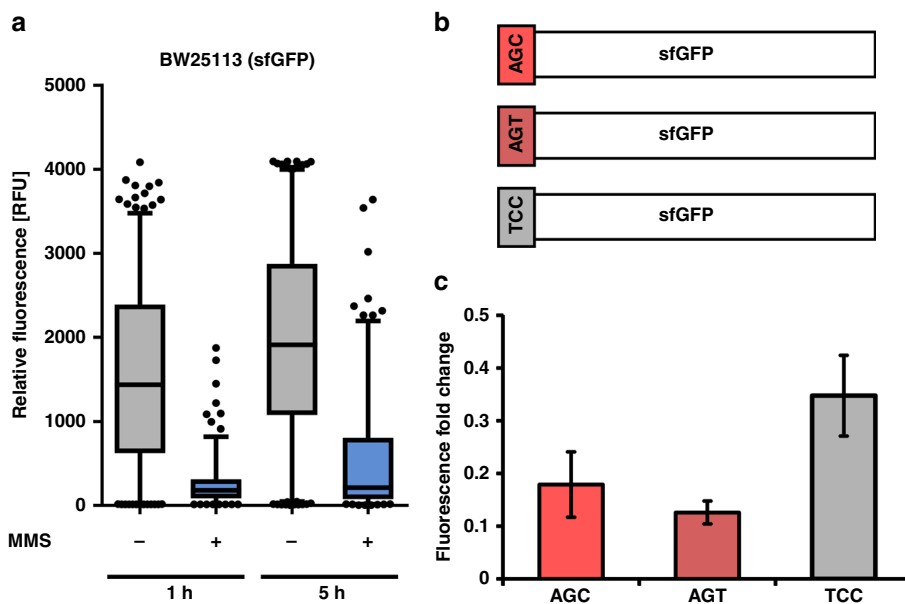 a
BW25113 (sfGFP)
Relative fluorescence [RFU]
5000
4000
3000
2000
1000
0
MMS
– + – +
1 h 5 h
b
AGC sfGFP
AGT sfGFP
TCC sfGFP
c
Fluorescence fold change
0.5
0.4
0.3
0.2
0.1
0
AGC AGT TCC